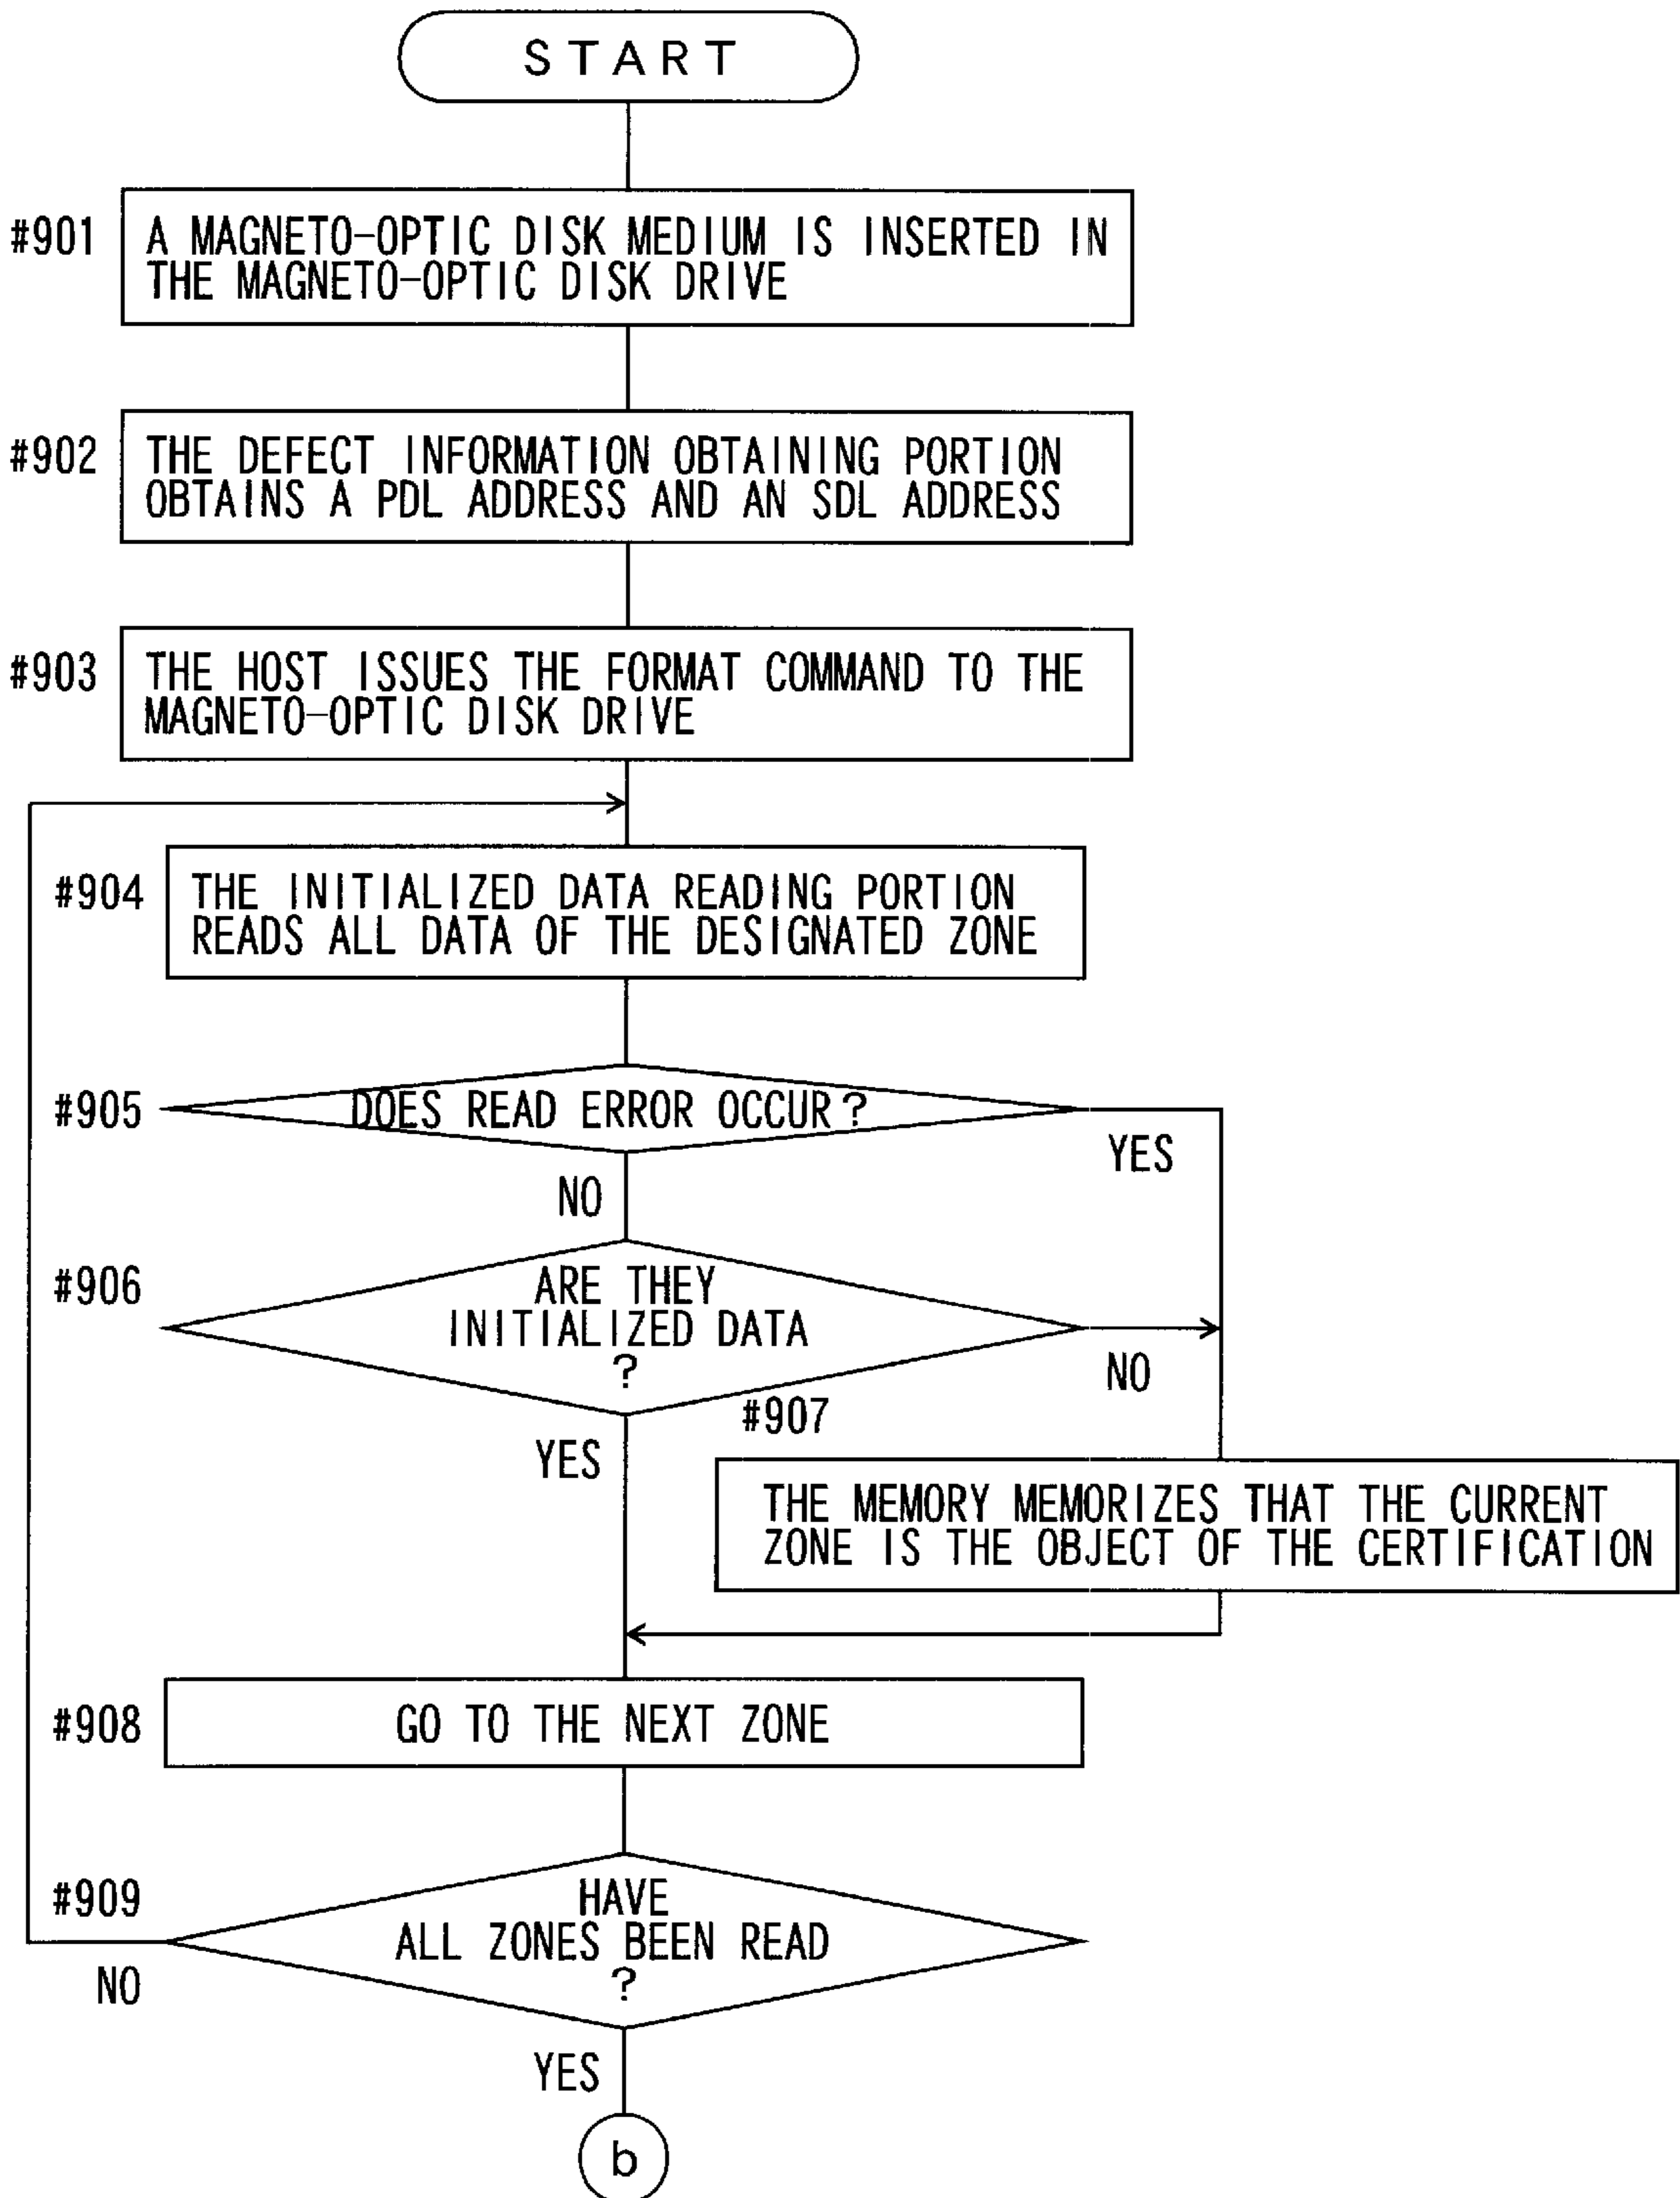 START
#901
A MAGNETO-OPTIC DISK MEDIUM IS INSERTED IN
THE MAGNETO-OPTIC DISK DRIVE
#902
THE DEFECT INFORMATION OBTAINING PORTION
OBTAINS A PDL ADDRESS AND AN SDL ADDRESS
#903
THE HOST ISSUES THE FORMAT COMMAND TO THE
MAGNETO-OPTIC DISK DRIVE
#904
THE INITIALIZED DATA READING PORTION
READS ALL DATA OF THE DESIGNATED ZONE
#905
DOES READ ERROR OCCUR?
YES
NO
#906
ARE THEY
INITIALIZED DATA
?
NO
YES
#907
THE MEMORY MEMORIZES THAT THE CURRENT
ZONE IS THE OBJECT OF THE CERTIFICATION
#908
GO TO THE NEXT ZONE
#909
HAVE
ALL ZONES BEEN READ
?
NO
YES
b